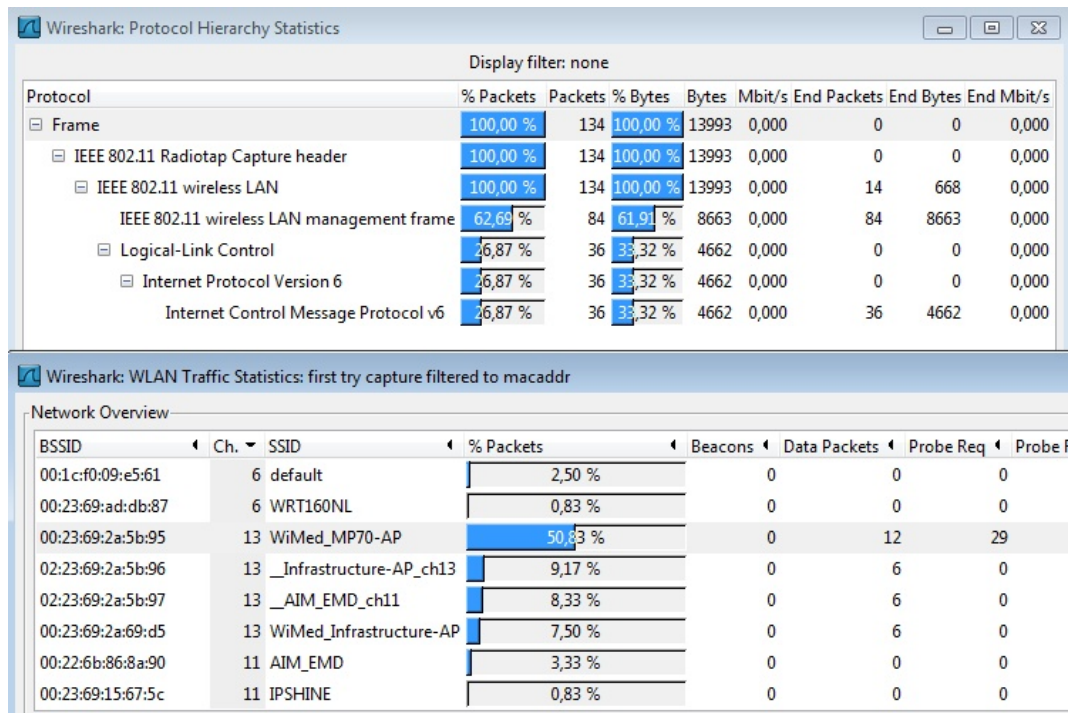 Wireshark: Protocol Hierarchy Statistics
Display filter: none
Protocol % Packets Packets % Bytes Bytes Mbit/s End Packets End Bytes End Mbit/s
Frame 100,00 % 134 100,00 % 13993 0,000 0 0 0,000
IEEE 802.11 Radiotap Capture header 100,00 % 134 100,00 % 13993 0,000 0 0 0,000
IEEE 802.11 wireless LAN 100,00 % 134 100,00 % 13993 0,000 14 668 0,000
IEEE 802.11 wireless LAN management frame 62,69 % 84 61,91 % 8663 0,000 84 8663 0,000
Logical-Link Control 26,87 % 36 33,32 % 4662 0,000 0 0 0,000
Internet Protocol Version 6 26,87 % 36 33,32 % 4662 0,000 0 0 0,000
Internet Control Message Protocol v6 26,87 % 36 33,32 % 4662 0,000 36 4662 0,000
Wireshark: WLAN Traffic Statistics: first try capture filtered to macaddr
Network Overview
BSSID Ch. SSID % Packets Beacons Data Packets Probe Req Probe
00:1c:f0:09:e5:61 6 default 2,50 % 0 0 0
00:23:69:ad:db:87 6 WRT160NL 0,83 % 0 0 0
00:23:69:2a:5b:95 13 WiMed_MP70-AP 50,83 % 0 12 29
02:23:69:2a:5b:96 13 __Infrastructure-AP_ch13 9,17 % 0 6 0
02:23:69:2a:5b:97 13 __AIM_EMD_ch11 8,33 % 0 6 0
00:23:69:2a:69:d5 13 WiMed_Infrastructure-AP 7,50 % 0 6 0
00:22:6b:86:8a:90 11 AIM_EMD 3,33 % 0 0 0
00:23:69:15:67:5c 11 IPSHINE 0,83 % 0 0 0